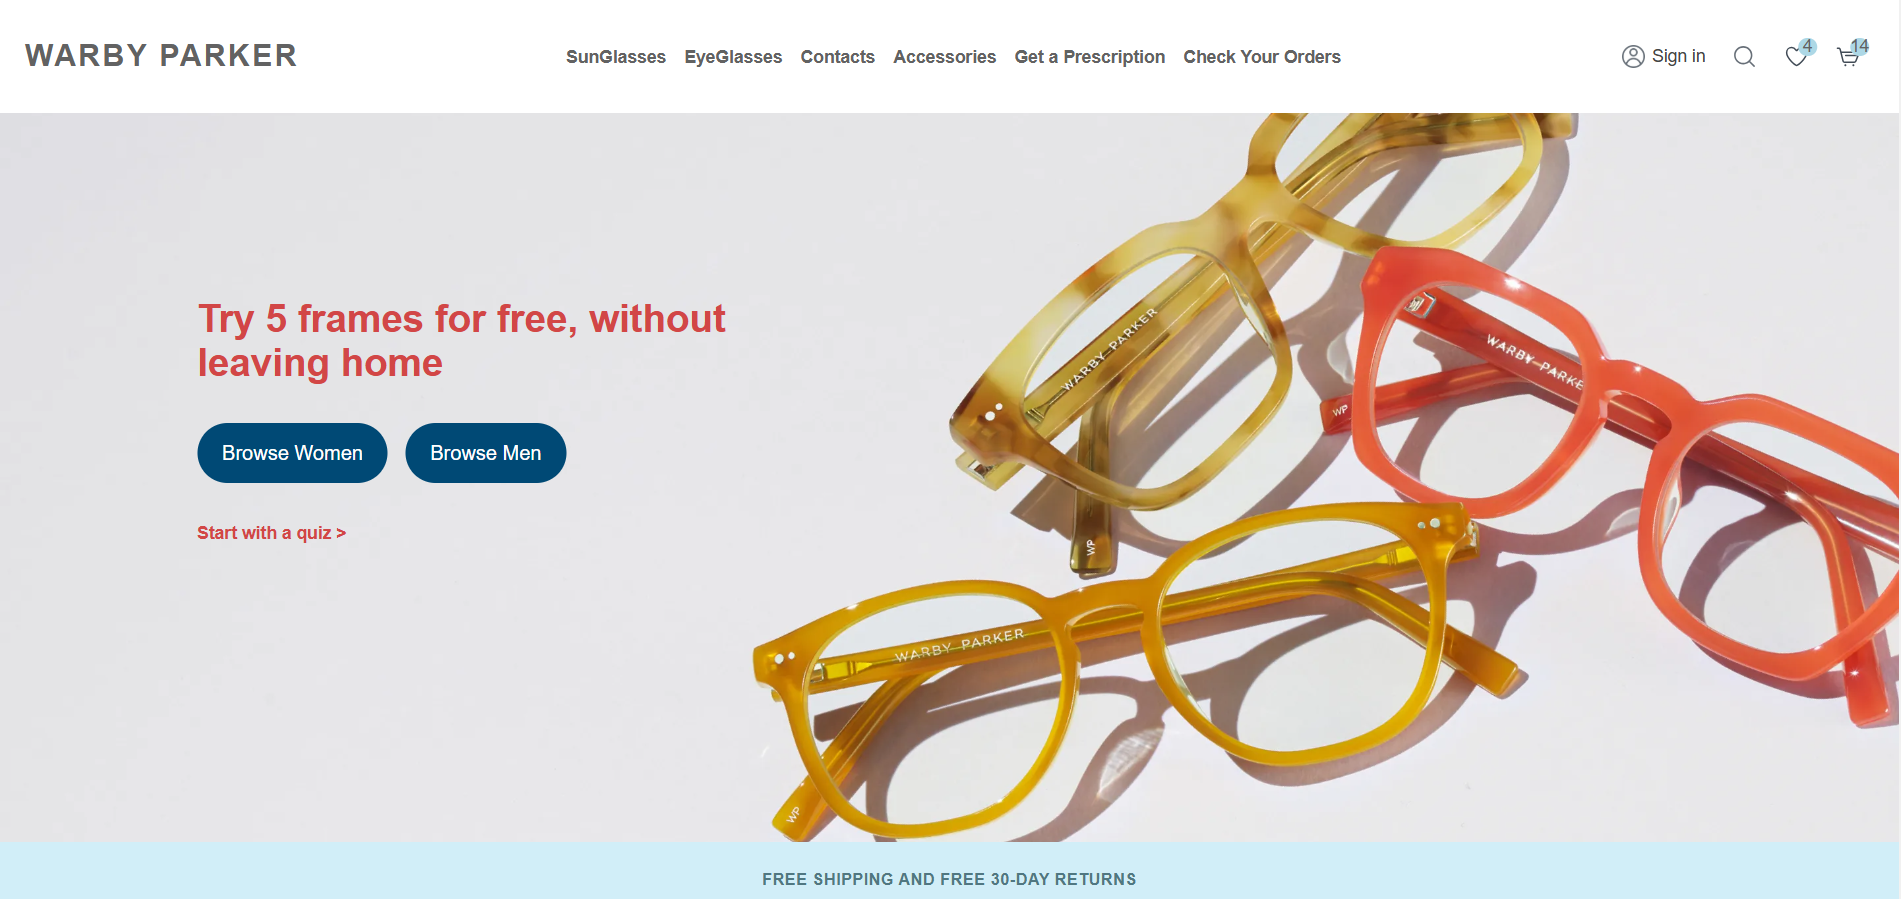 WARBY PARKER
SunGlasses EyeGlasses Contacts Accessories Get a Prescription Check Your Orders
Sign in 4 14
Try 5 frames for free, without
leaving home
Browse Women Browse Men
Start with a quiz >
WARBY PARKER
WARBY PARKE
WP
WP
WARBY PARKER
WP
FREE SHIPPING AND FREE 30-DAY RETURNS